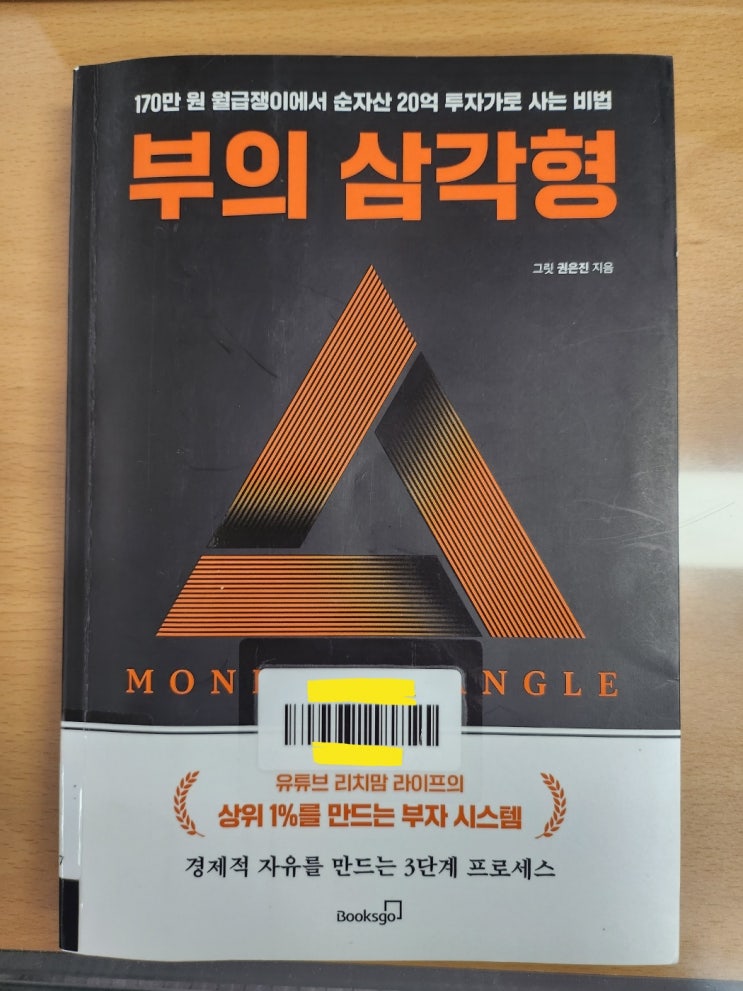 170만 원 월급쟁이에서 순자산 20억 투자가로 사는 비법
부의 삼각형
그릿 권은진 지음
유튜브 리치맘 라이프의
상위 1%를 만드는 부자 시스템
경제적 자유를 만드는 3단계 프로세스
Booksgo
7